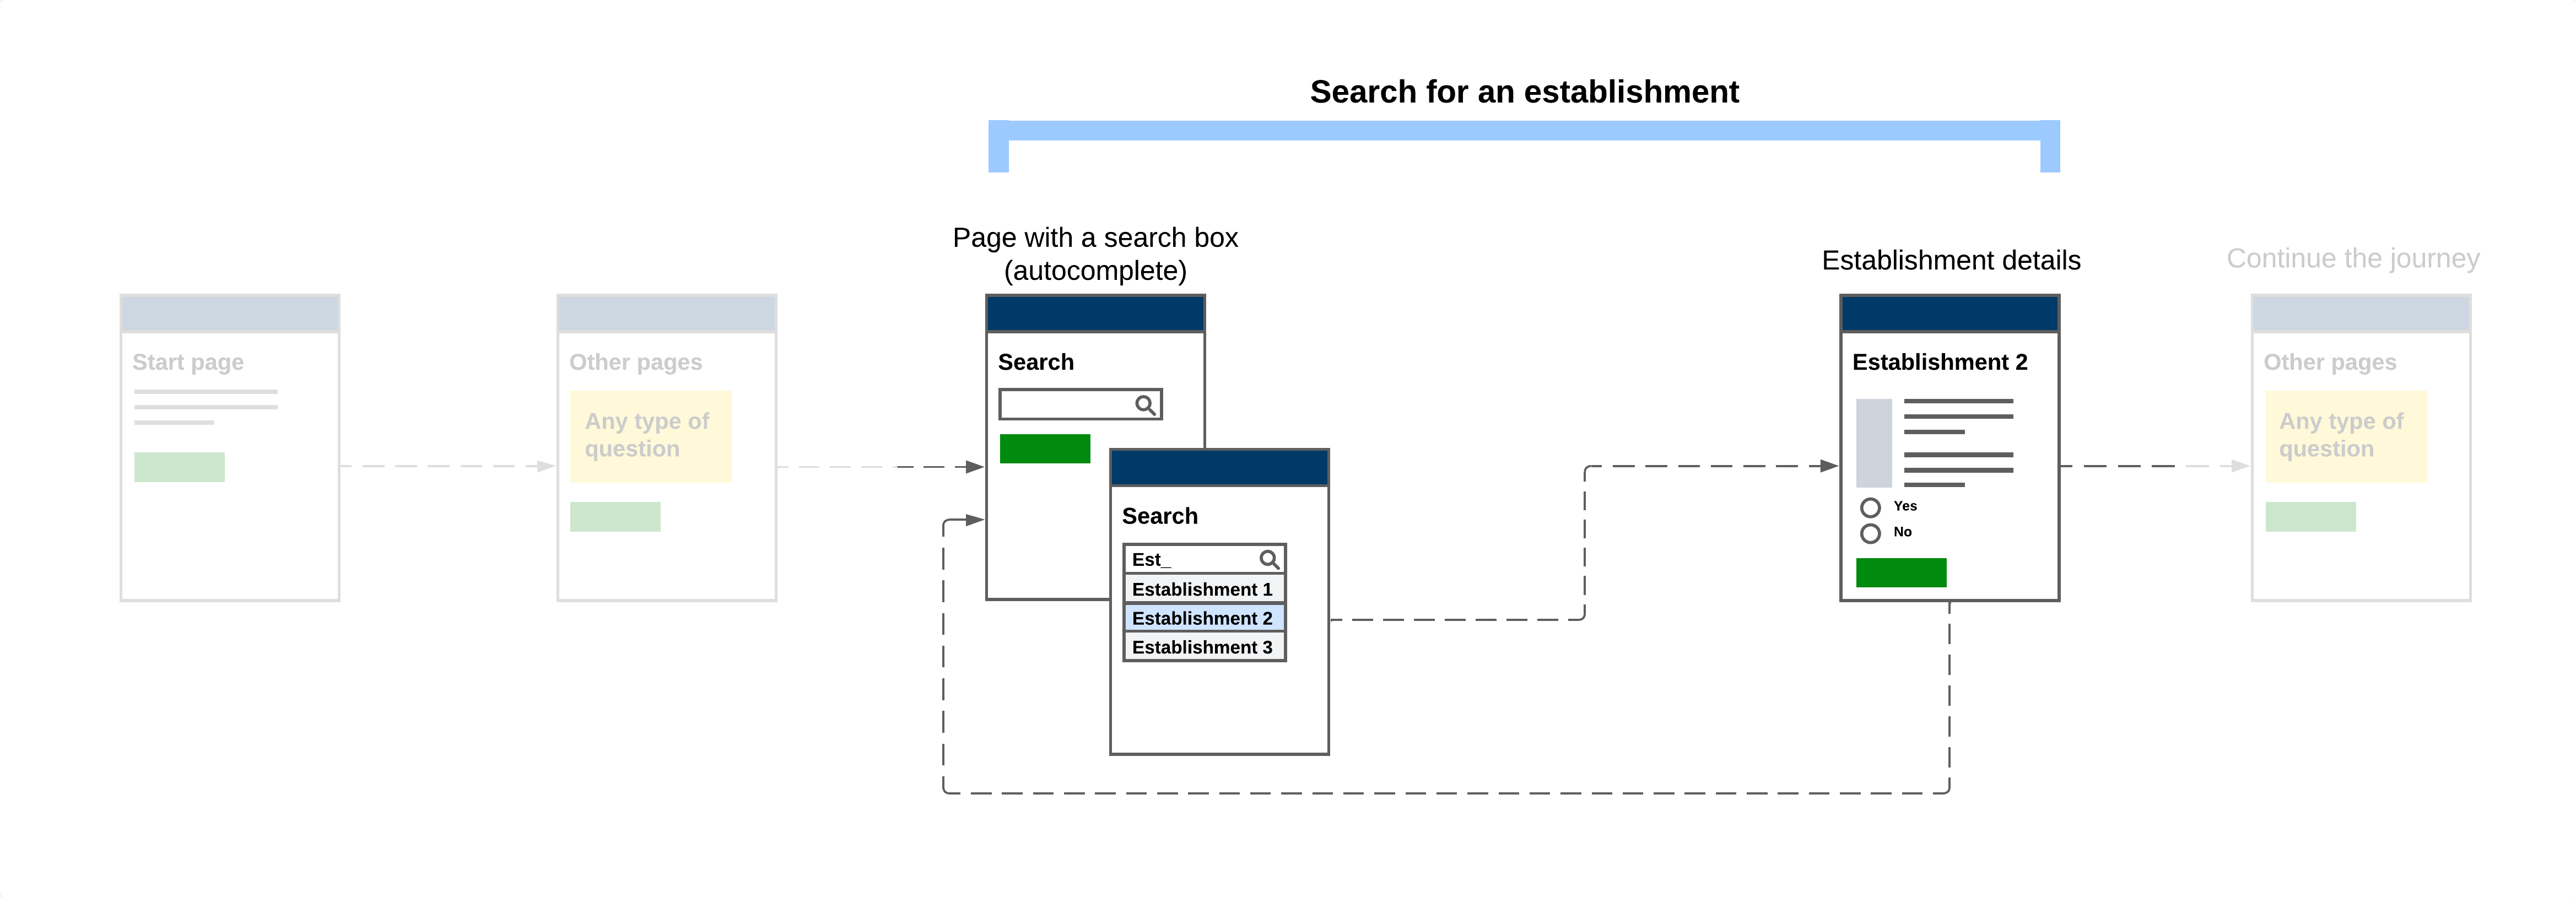 Search for an establishment
Page with a search box
(autocomplete)
Establishment details
Continue the journey
Start page
Other pages
Any type of
question
Search
Search
Est_
Establishment 1
Establishment 2
Establishment 3
Establishment 2
Yes
No
Other pages
Any type of
question